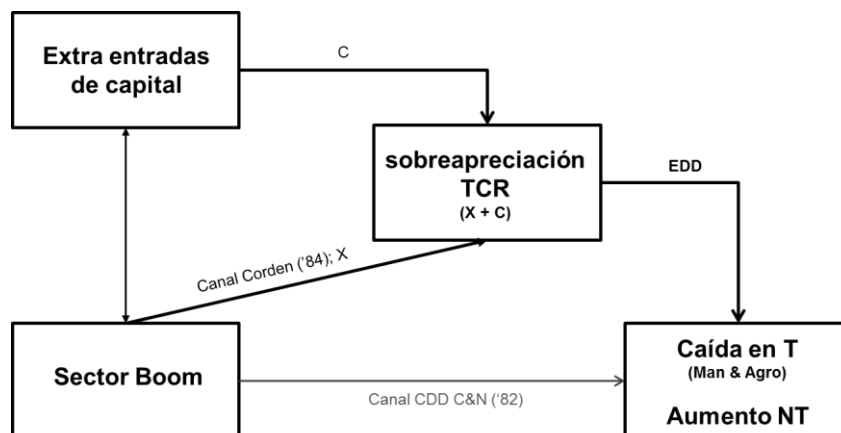 Extra entradas
de capital
C
sobreapreciación
TCR
(X + C)
EDD
Canal Corden ('84); X
Sector Boom
Canal CDD C&N ('82)
Caída en T
(Man & Agro)
Aumento NT